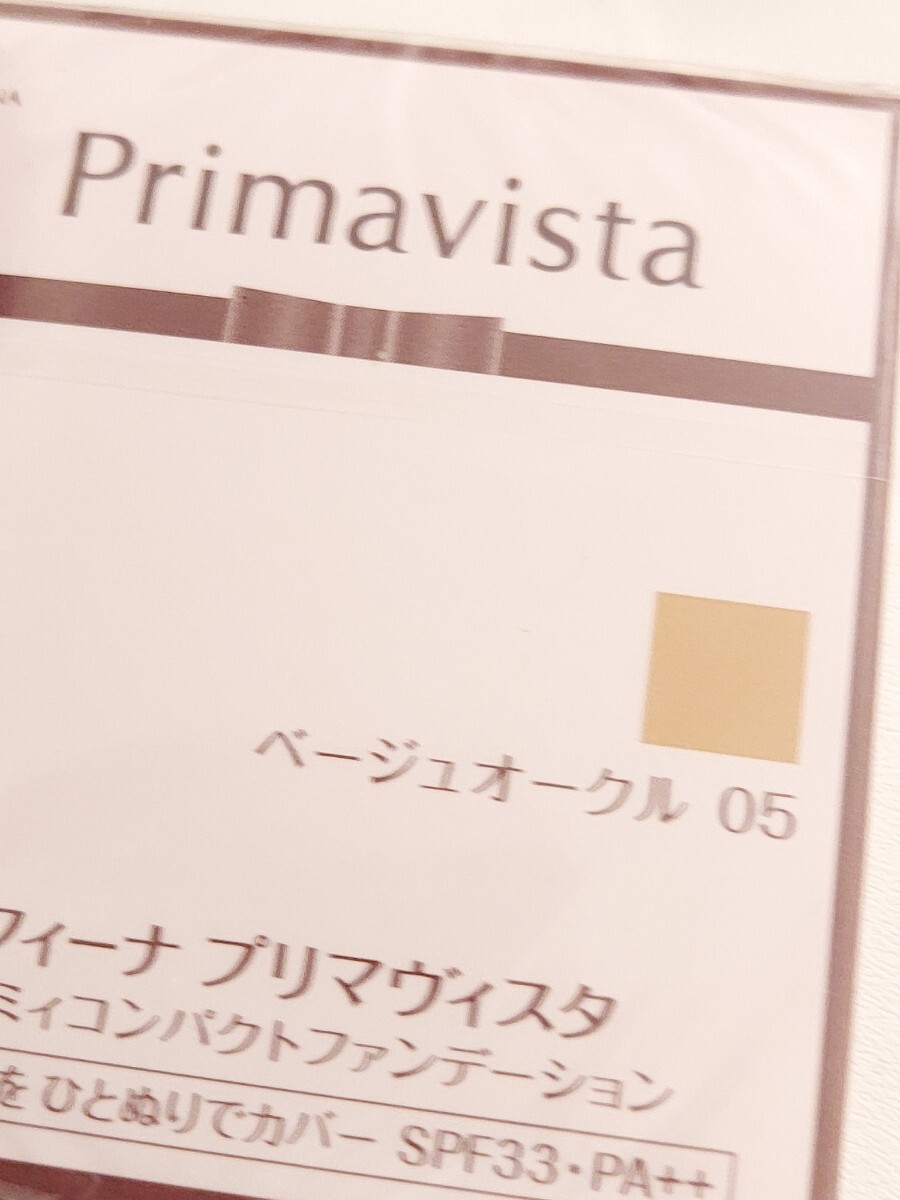 NA
Primavista
ベージュオークル 05
フィーナ プリマヴィスタ
ミィコンパクトファンデーション
を ひとぬりでカバー SPF33・PA++